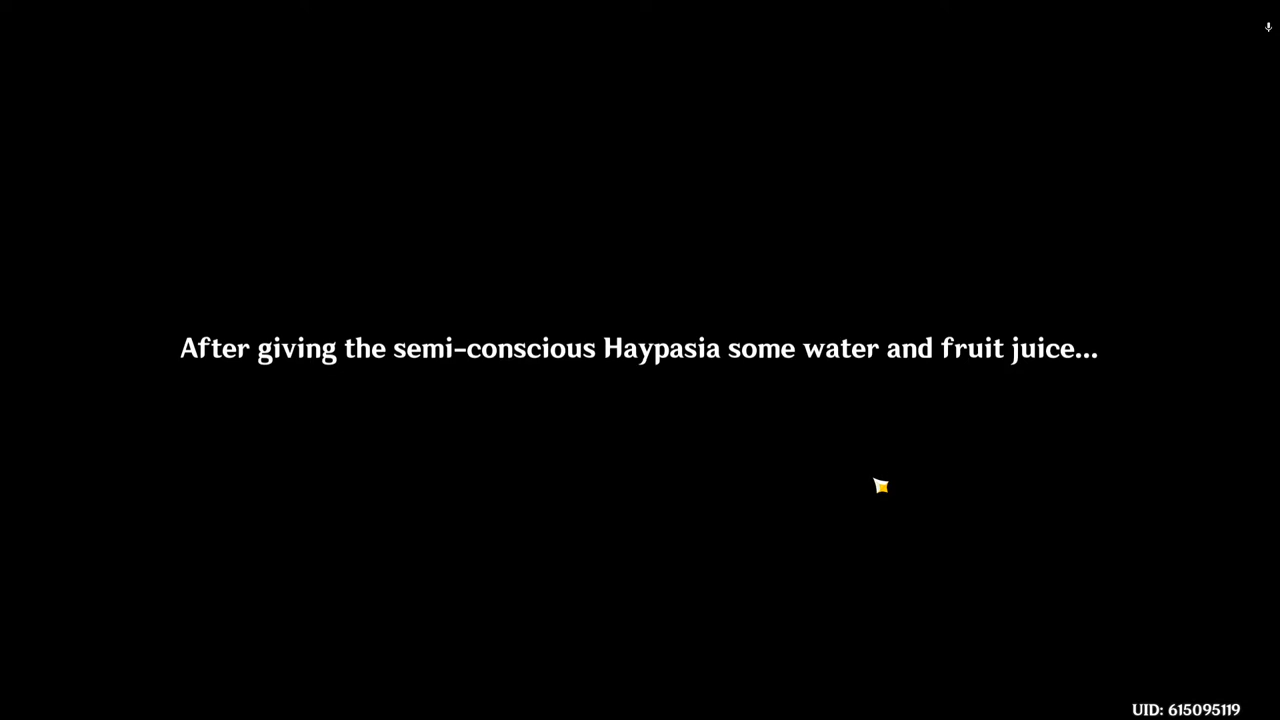 After giving the semi-conscious Haypasia some water and fruit juice...
UID: 615095119